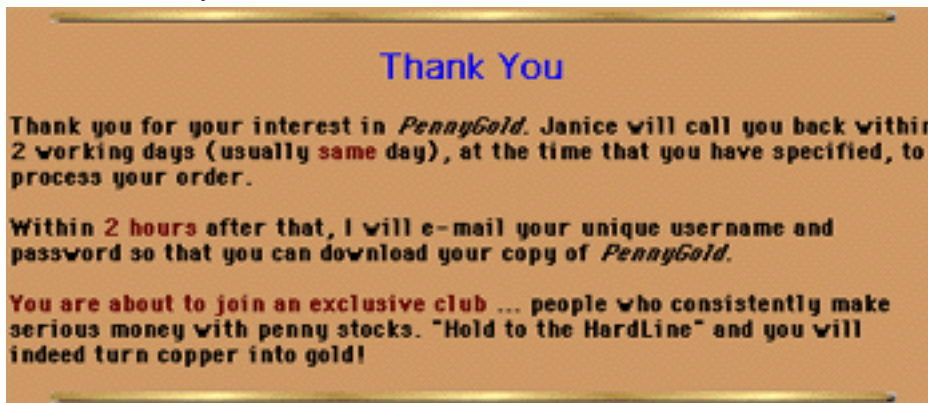 Thank You
Thank you for your interest in PennyGold. Janice will call you back within
2 working days (usually same day), at the time that you have specified, to
process your order.
Within 2 hours after that, I will e-mail your unique username and
password so that you can download your copy of PennyGold.
You are about to join an exclusive club ... people who consistently make
serious money with penny stocks. "Hold to the HardLine" and you will
indeed turn copper into gold!